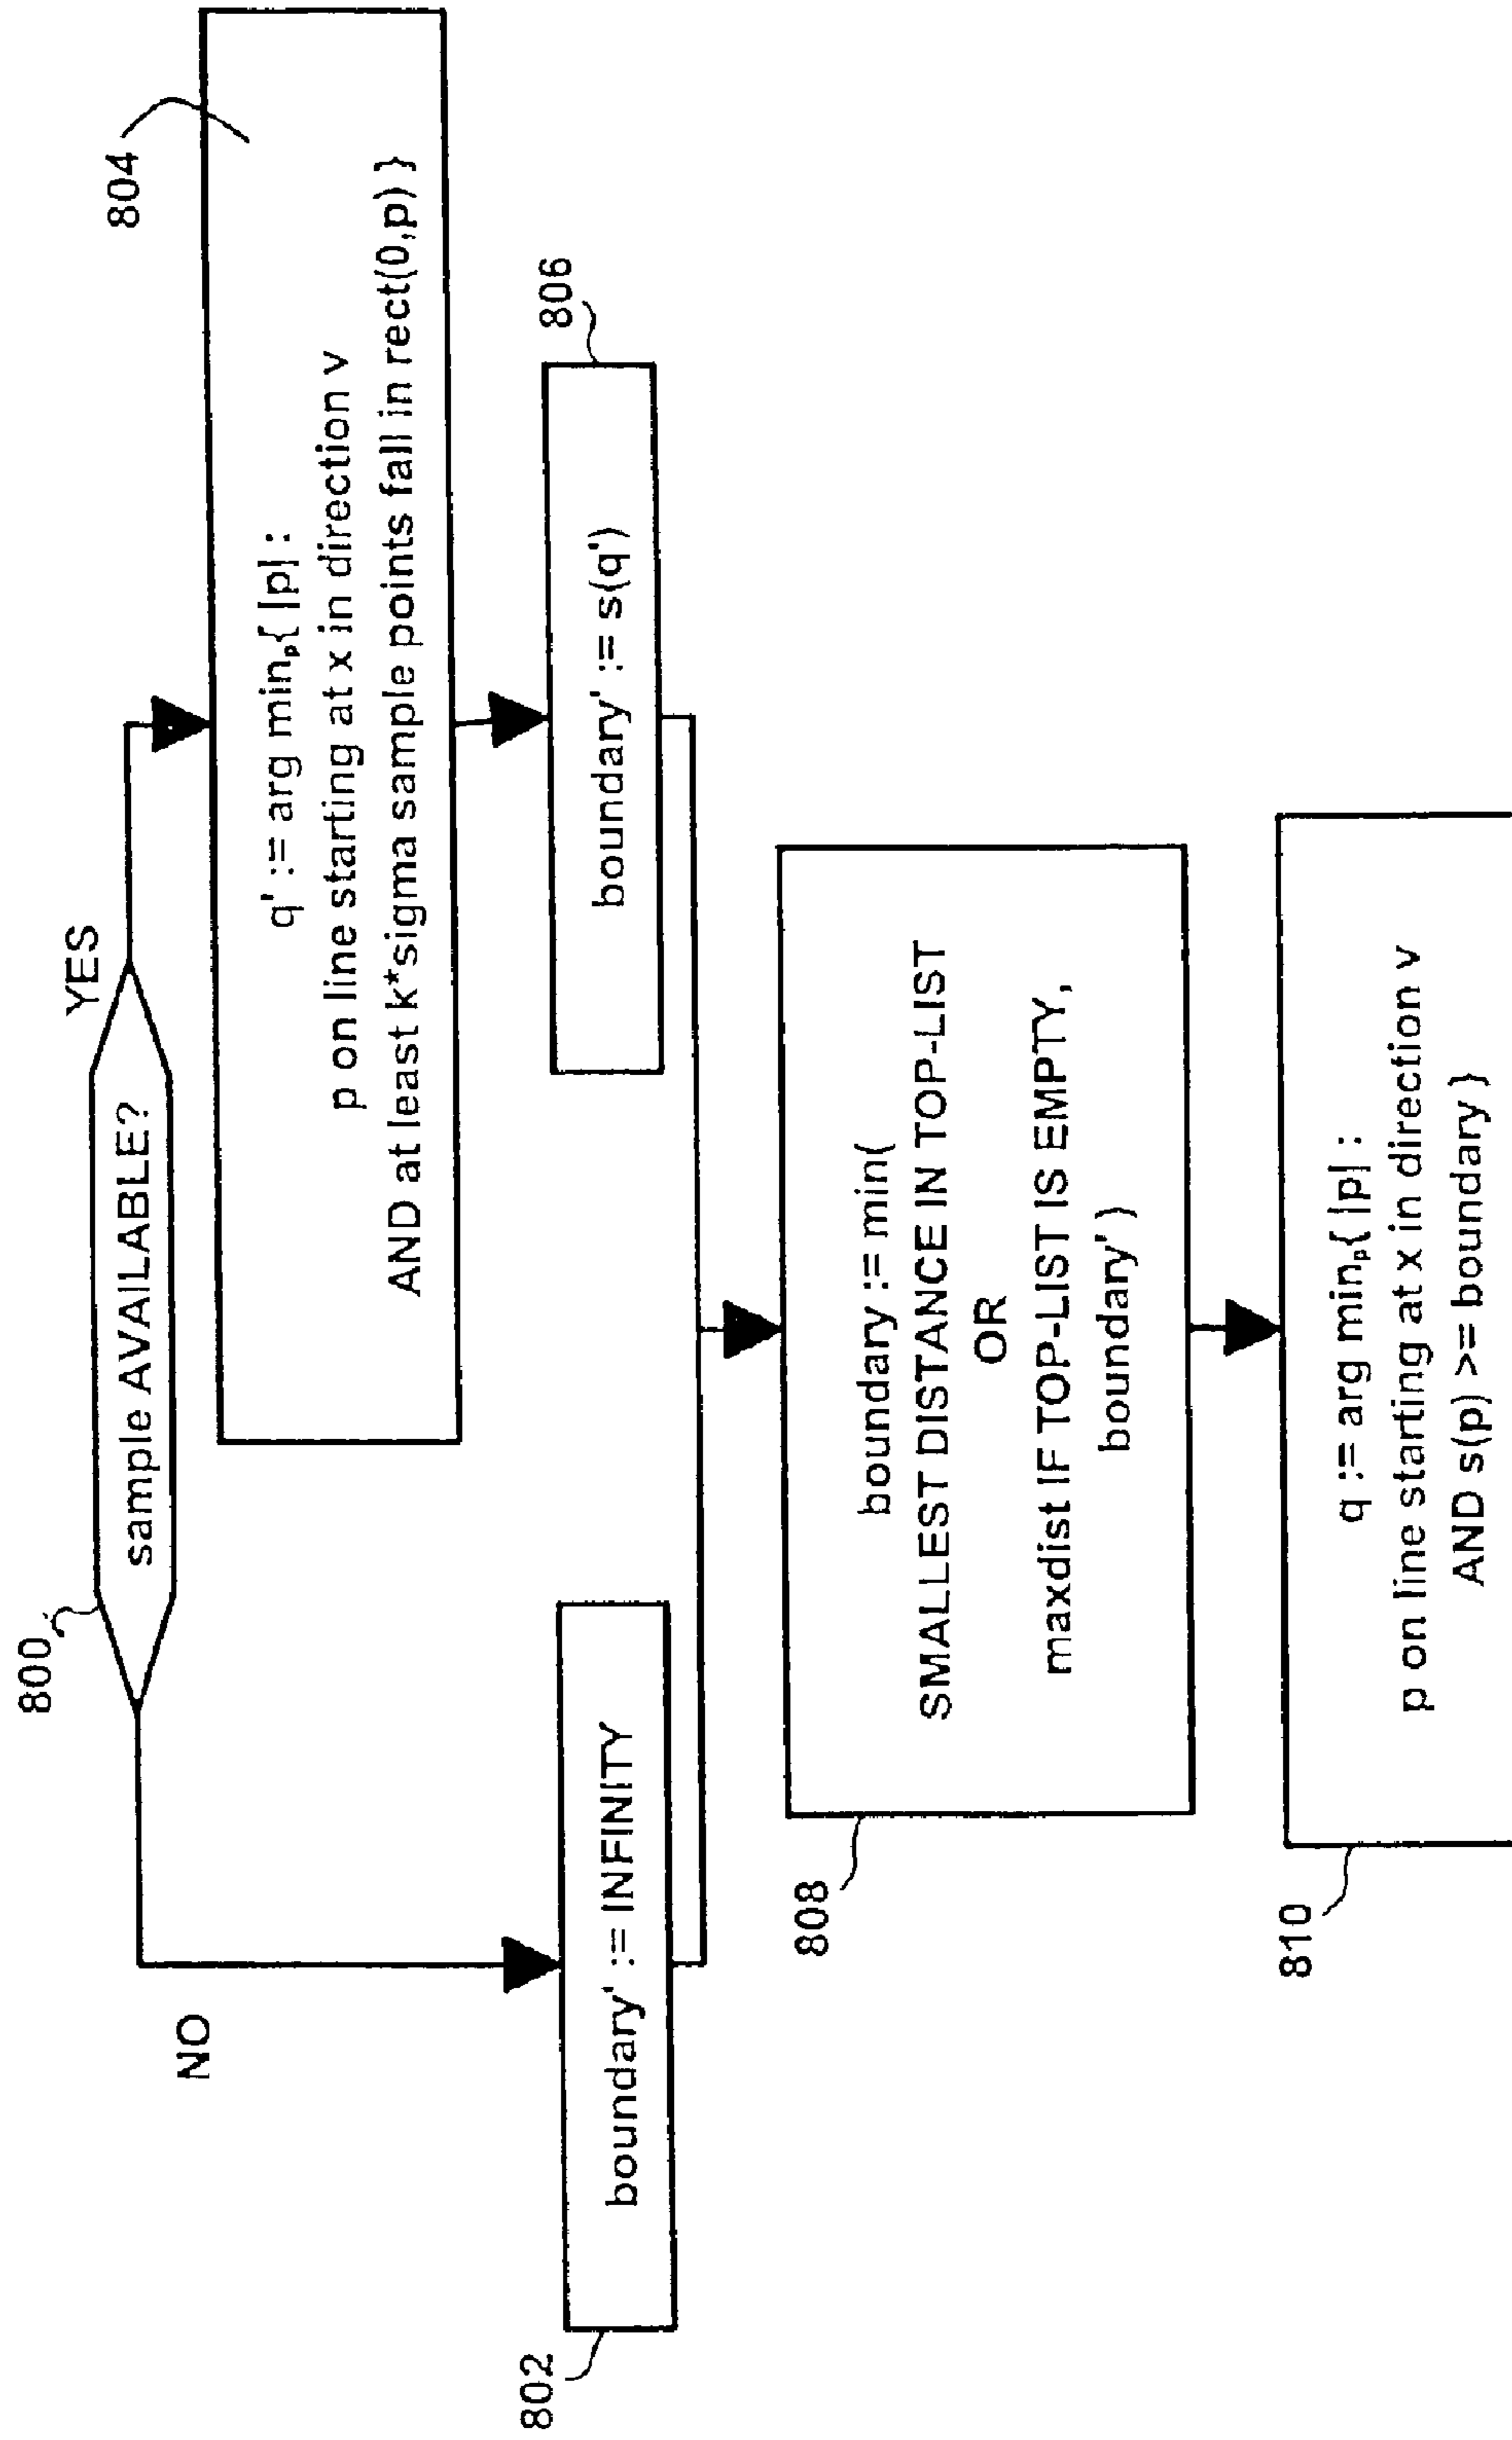 800
sample AVAILABLE?
YES
NO
804
q' := arg minₚ{ |p| :
p on line starting at x in direction v
AND at least k*sigma sample points fall in rect(0,p) }
802
boundary' := INFINITY
806
boundary' := s(q')
808
boundary := min(
SMALLEST DISTANCE IN TOP-LIST
OR
maxdist IF TOP-LIST IS EMPTY,
boundary')
810
q := arg minₚ{ |p| :
p on line starting at x in direction v
AND s(p) >= boundary }